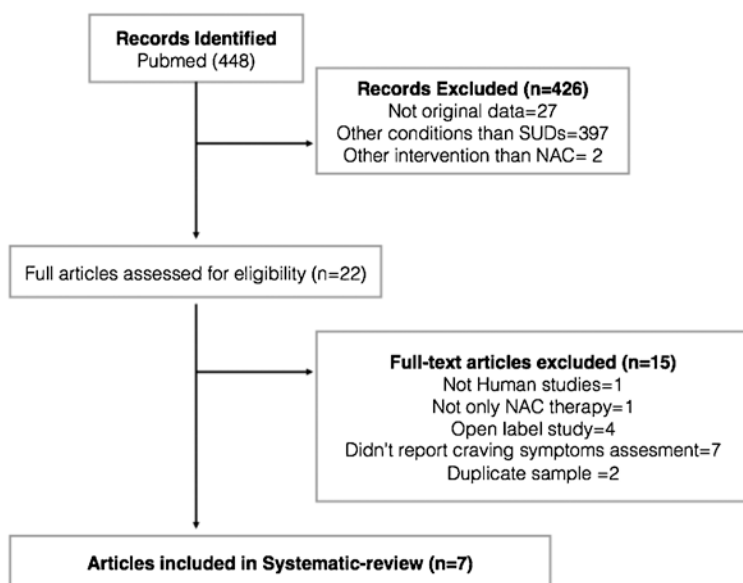 Records Identified
Pubmed (448)
Records Excluded (n=426)
Not original data=27
Other conditions than SUDs=397
Other intervention than NAC= 2
Full articles assessed for eligibility (n=22)
Full-text articles excluded (n=15)
Not Human studies=1
Not only NAC therapy=1
Open label study=4
Didn't report craving symptoms assesment=7
Duplicate sample =2
Articles included in Systematic-review (n=7)